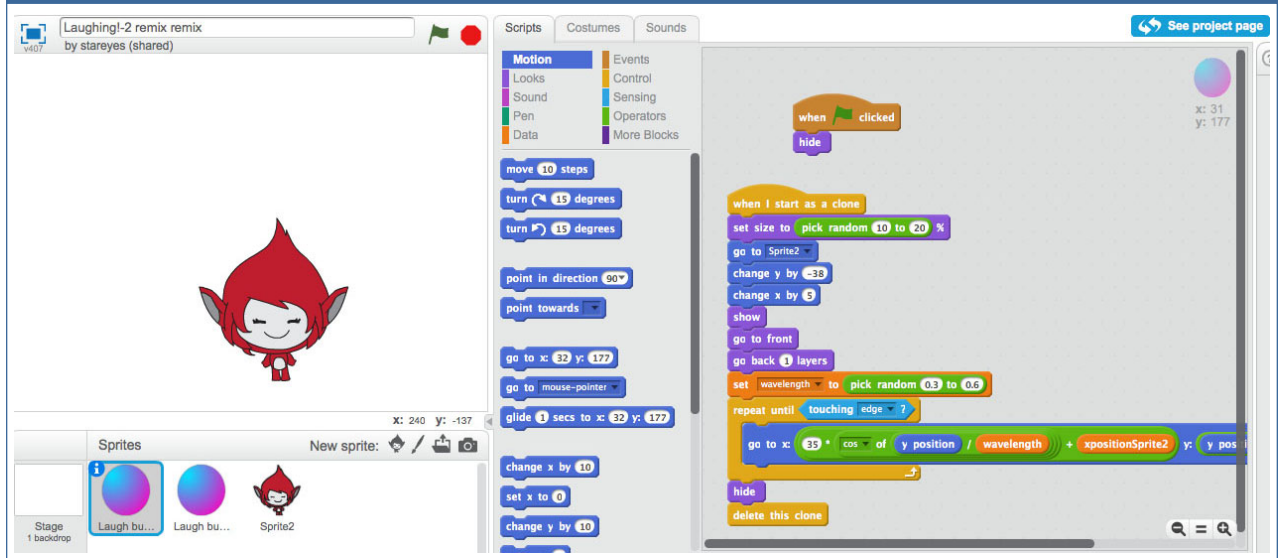 Laughing!-2 remix remix
by stareyes (shared)
v407
Scripts Costumes Sounds
See project page
Motion Events
Looks Control
Sound Sensing
Pen Operators
Data More Blocks
move 10 steps
turn 15 degrees
turn 15 degrees
point in direction 90
point towards
go to x: 32 y: 177
go to mouse-pointer
glide 1 secs to x: 32 y: 177
change x by 10
set x to 0
change y by 10
x: 31
y: 177
when clicked
hide
when I start as a clone
set size to pick random 10 to 20 %
go to Sprite2
change y by -38
change x by 5
show
go to front
go back 1 layers
set wavelength to pick random 0.3 to 0.6
repeat until touching edge ?
go to x: 35 * cos of y position / wavelength + xpositionSprite2 y: y
hide
delete this clone
x: 240 y: -137
Sprites New sprite:
Stage
1 backdrop
i
Laugh bu...
Laugh bu...
Sprite2